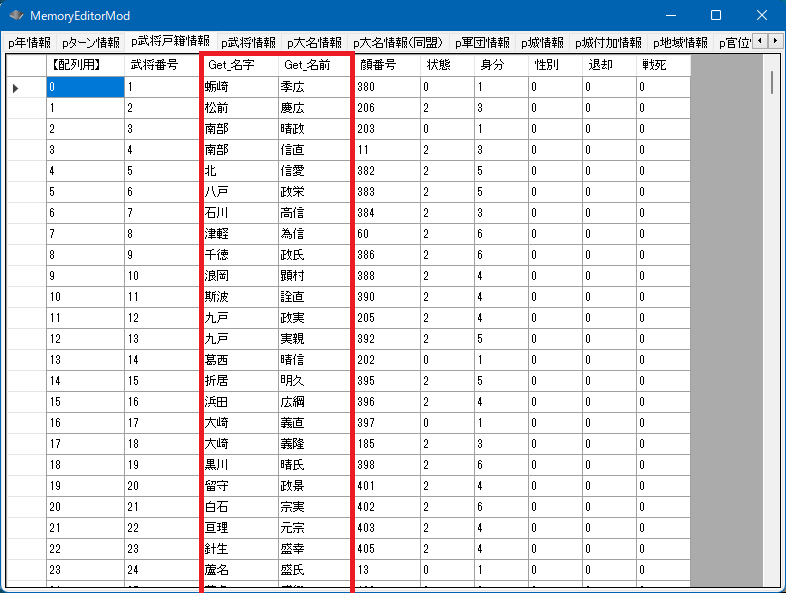 MemoryEditorMod
p年情報 pターン情報 p武将戸籍情報 p武将情報 p大名情報 p大名情報(同盟) p軍団情報 p城情報 p城付加情報 p地域情報 p官位
【配列用】 武将番号 Get_名字 Get_名前 顔番号 状態 身分 性別 退却 戦死
0 1 蛎崎 季広 380 0 1 0 0 0
1 2 松前 慶広 206 2 3 0 0 0
2 3 南部 晴政 203 0 1 0 0 0
3 4 南部 信直 11 2 3 0 0 0
4 5 北 信愛 382 2 5 0 0 0
5 6 八戸 政栄 383 2 5 0 0 0
6 7 石川 高信 384 2 3 0 0 0
7 8 津軽 為信 60 2 6 0 0 0
8 9 千徳 政氏 386 2 6 0 0 0
9 10 浪岡 顕村 388 2 4 0 0 0
10 11 斯波 詮直 390 2 4 0 0 0
11 12 九戸 政実 205 2 4 0 0 0
12 13 九戸 実親 392 2 5 0 0 0
13 14 葛西 晴信 202 0 1 0 0 0
14 15 折居 明久 395 2 5 0 0 0
15 16 浜田 広綱 396 2 4 0 0 0
16 17 大崎 義直 397 0 1 0 0 0
17 18 大崎 義隆 185 2 3 0 0 0
18 19 黒川 晴氏 398 2 6 0 0 0
19 20 留守 政景 401 2 4 0 0 0
20 21 白石 宗実 402 2 6 0 0 0
21 22 亘理 元宗 403 2 4 0 0 0
22 23 針生 盛幸 405 2 4 0 0 0
23 24 蘆名 盛氏 13 0 1 0 0 0